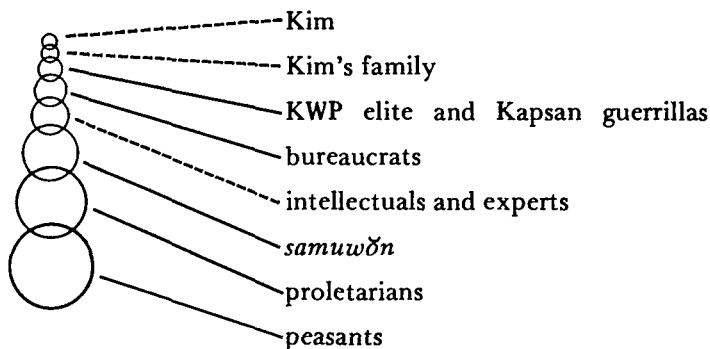 Kim
Kim's family
KWP elite and Kapsan guerrillas
bureaucrats
intellectuals and experts
samuwŏn
proletarians
peasants